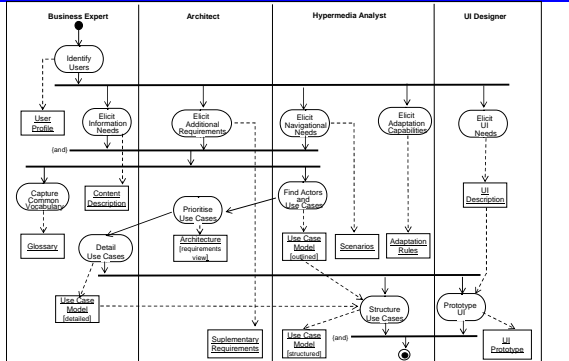 Business Expert
Architect
Hypermedia Analyst
UI Designer
Identify
Users
User
Profile
Elicit
Information
Needs
Elicit
Additional
Requirements
Elicit
Navigational
Needs
Elicit
Adaptation
Capabilities
Elicit
UI
Needs
{and}
Capture
Common
Vocabulary
Content
Description
Prioritise
Use Cases
Find Actors
and
Use Cases
UI
Description
Glossary
Detail
Use Cases
Architecture
[requirements
view]
Use Case
Model
[outlined]
Scenarios
Adaptation
Rules
Use Case
Model
[detailed]
Structure
Use Cases
Prototype
UI
Suplementary
Requirements
Use Case
Model
[structured]
{and}
UI
Prototype